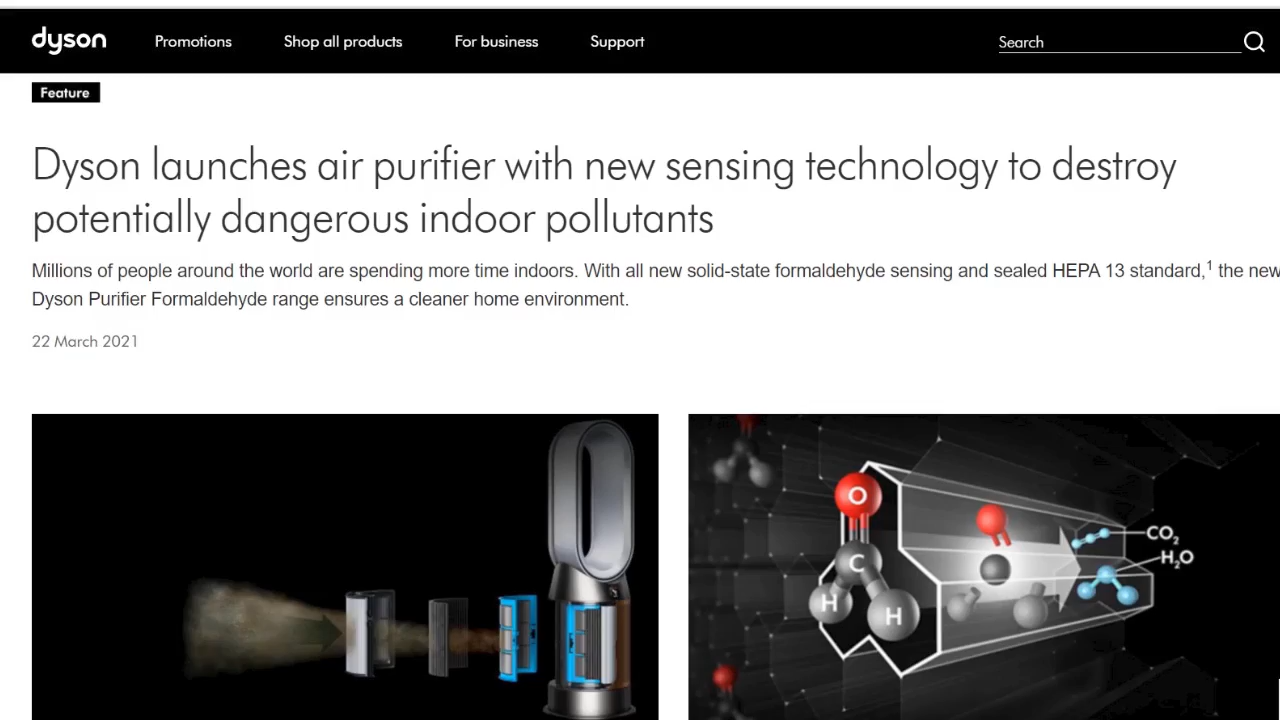 dyson
Promotions
Shop all products
For business
Support
Search
Feature
Dyson launches air purifier with new sensing technology to destroy
potentially dangerous indoor pollutants
Millions of people around the world are spending more time indoors. With all new solid-state formaldehyde sensing and sealed HEPA 13 standard,¹ the new
Dyson Purifier Formaldehyde range ensures a cleaner home environment.
22 March 2021
O
C
H
H
CO₂
H₂O